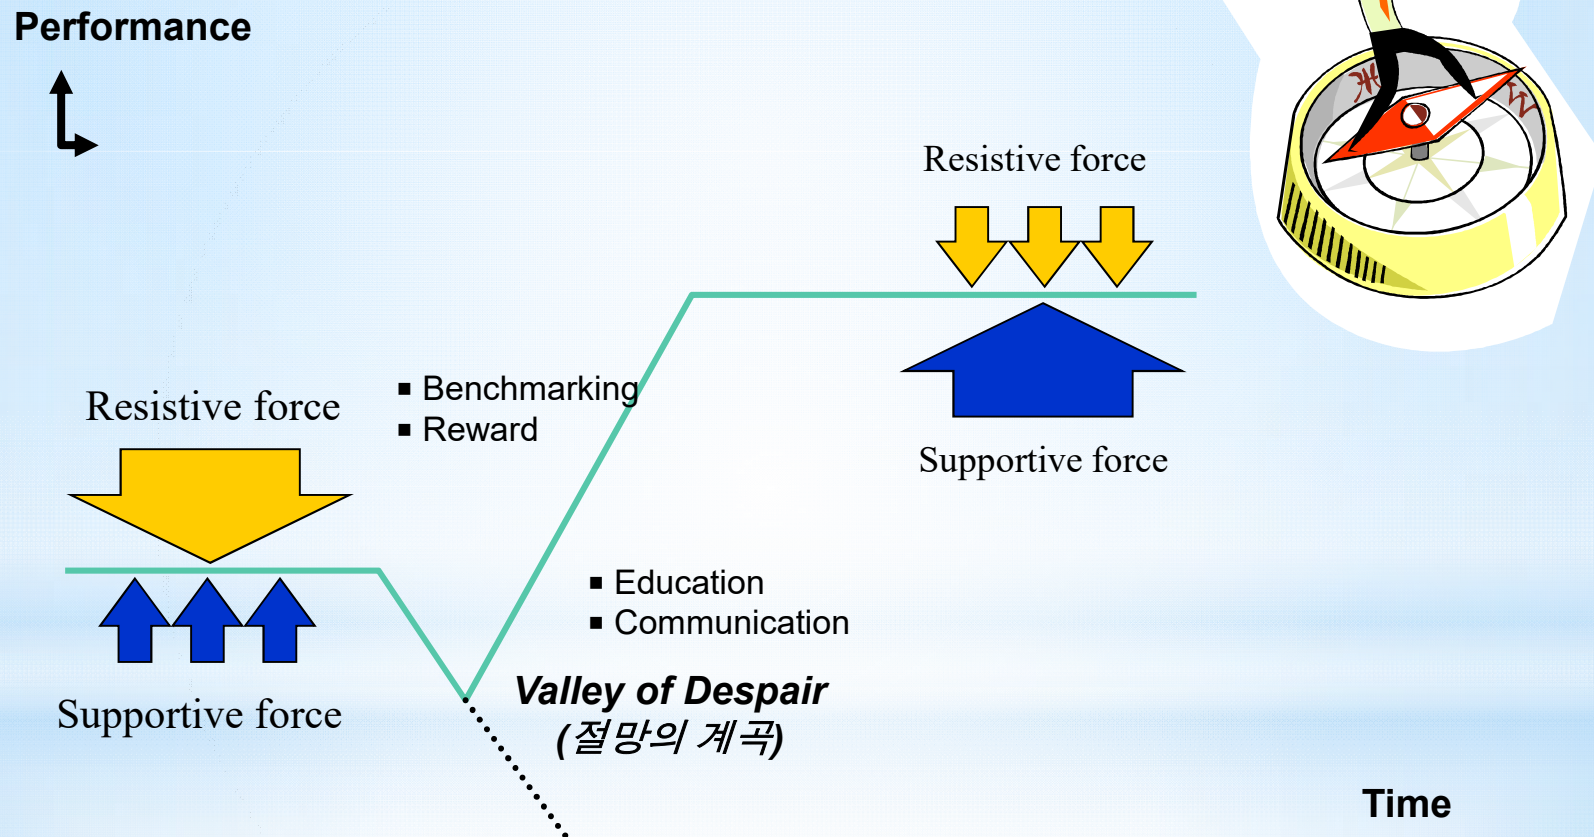 Performance
Resistive force
▪ Benchmarking
▪ Reward
Resistive force
Supportive force
▪ Education
▪ Communication
Valley of Despair
(절망의 계곡)
Supportive force
Time
W